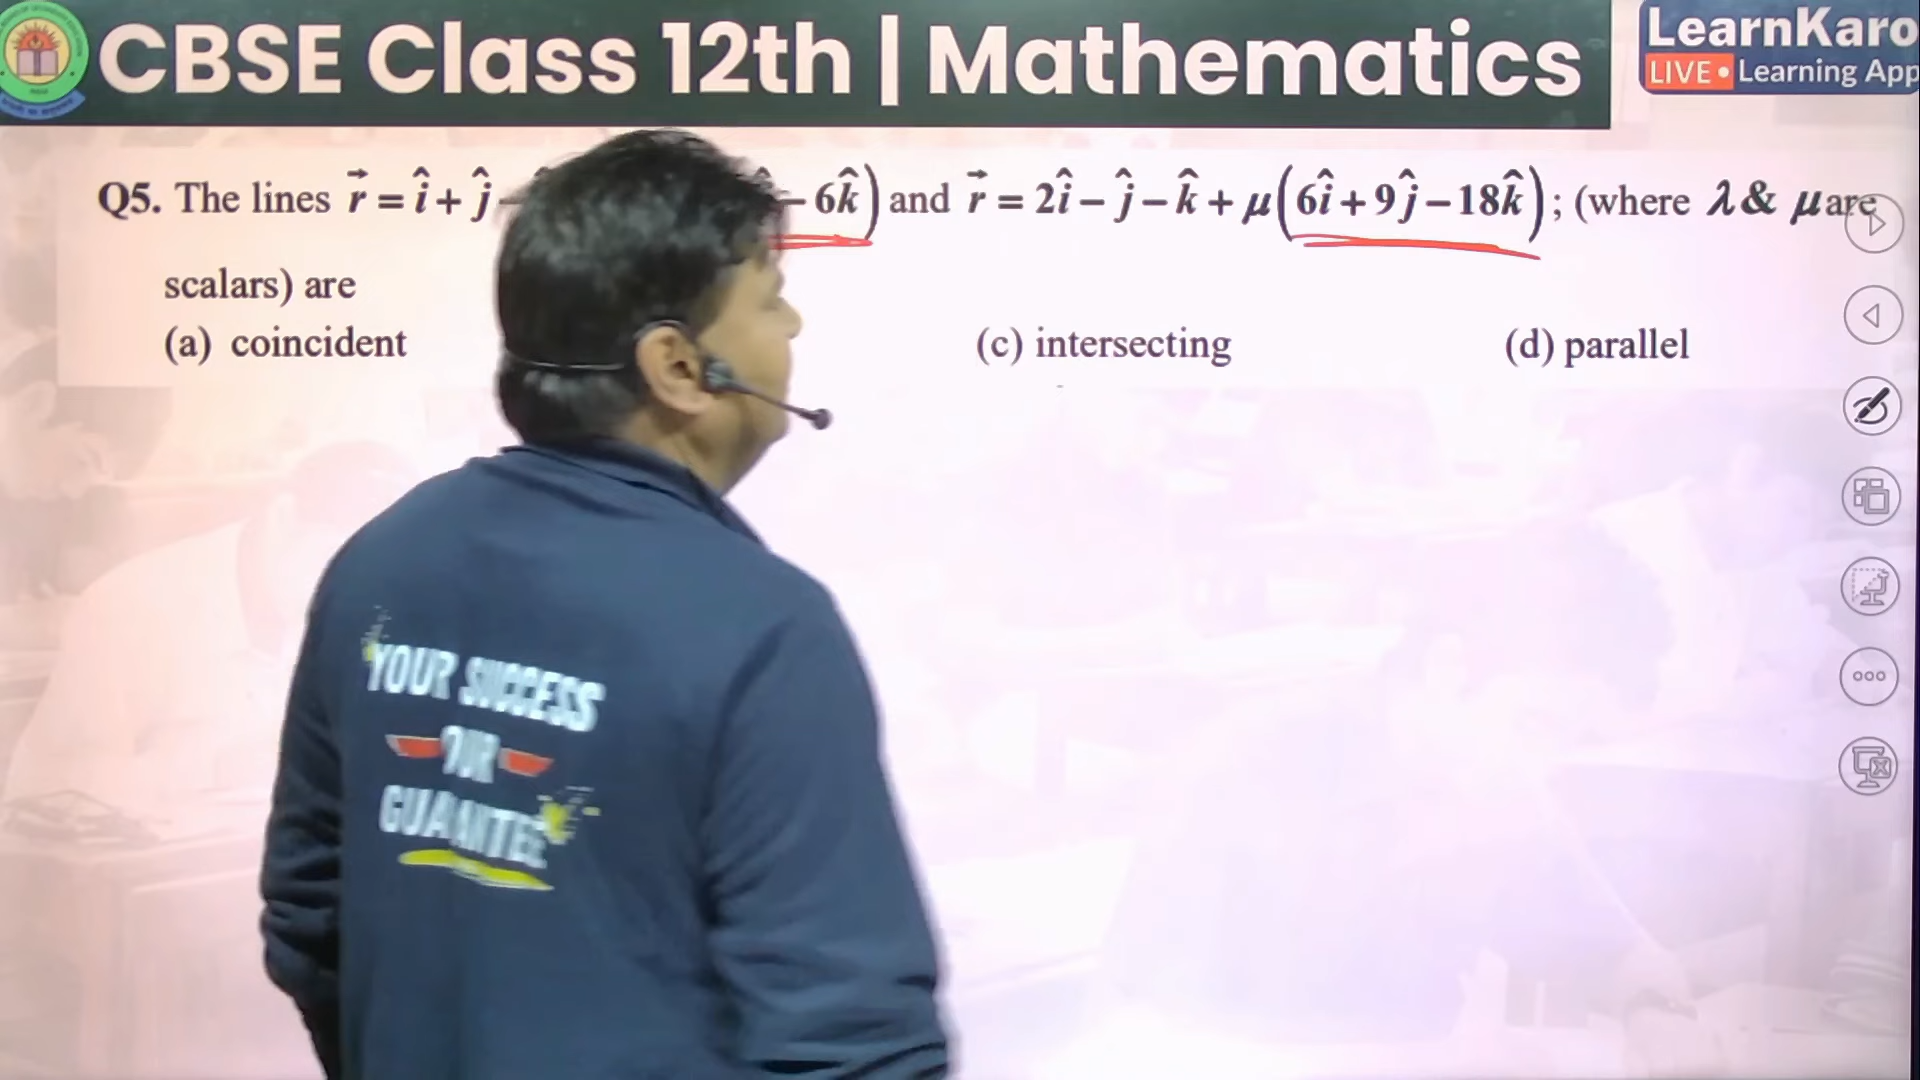 CBSE Class 12th | Mathematics
LearnKaro
LIVE • Learning App
Q5. The lines r⃗ = î + ĵ - - 6k̂) and r⃗ = 2î − ĵ − k̂ + μ(6î + 9ĵ − 18k̂); (where λ & μ are
scalars) are
(a) coincident (c) intersecting (d) parallel
YOUR SUCCESS
OUR
GUARANTEE